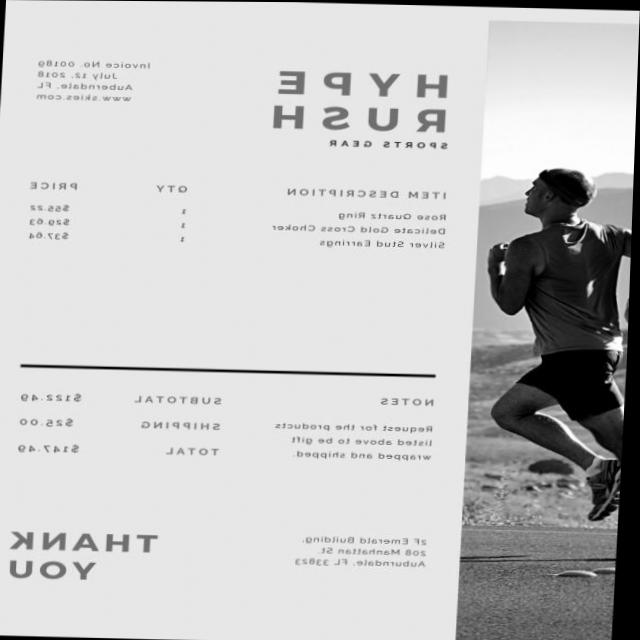 HYPE
RUSH
SPORTS GEAR
Invoice No. 00189
July 12, 2018
Auberndale, FL
www.skies.com
ITEM DESCRIPTION QTY PRICE
Rose Quartz Ring 1 $55.22
Delicate Gold Cross Choker 1 $29.63
Silver Stud Earrings 1 $37.64
NOTES
Request for the products
listed above to be gift
wrapped and shipped.
SUBTOTAL $122.49
SHIPPING $25.00
TOTAL $147.49
2F Emerald Building,
208 Manhattan St.
Auburndale, FL 33823
THANK
YOU